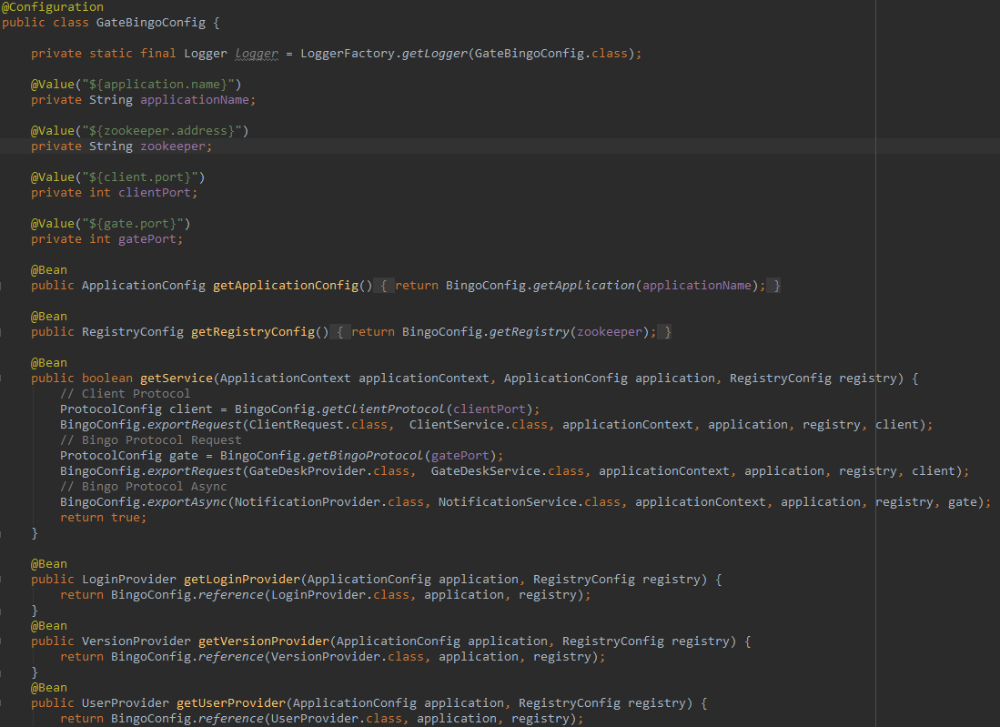 @Configuration
public class GateBingoConfig {
private static final Logger logger = LoggerFactory.getLogger(GateBingoConfig.class);
@Value("${application.name}")
private String applicationName;
@Value("${zookeeper.address}")
private String zookeeper;
@Value("${client.port}")
private int clientPort;
@Value("${gate.port}")
private int gatePort;
@Bean
public ApplicationConfig getApplicationConfig() { return BingoConfig.getApplication(applicationName); }
@Bean
public RegistryConfig getRegistryConfig() { return BingoConfig.getRegistry(zookeeper); }
@Bean
public boolean getService(ApplicationContext applicationContext, ApplicationConfig application, RegistryConfig registry) {
// Client Protocol
ProtocolConfig client = BingoConfig.getClientProtocol(clientPort);
BingoConfig.exportRequest(ClientRequest.class,  ClientService.class, applicationContext, application, registry, client);
// Bingo Protocol Request
ProtocolConfig gate = BingoConfig.getBingoProtocol(gatePort);
BingoConfig.exportRequest(GateDeskProvider.class,  GateDeskService.class, applicationContext, application, registry, client);
// Bingo Protocol Async
BingoConfig.exportAsync(NotificationProvider.class, NotificationService.class, applicationContext, application, registry, gate);
return true;
}
@Bean
public LoginProvider getLoginProvider(ApplicationConfig application, RegistryConfig registry) {
return BingoConfig.reference(LoginProvider.class, application, registry);
}
@Bean
public VersionProvider getVersionProvider(ApplicationConfig application, RegistryConfig registry) {
return BingoConfig.reference(VersionProvider.class, application, registry);
}
@Bean
public UserProvider getUserProvider(ApplicationConfig application, RegistryConfig registry) {
return BingoConfig.reference(UserProvider.class, application, registry);